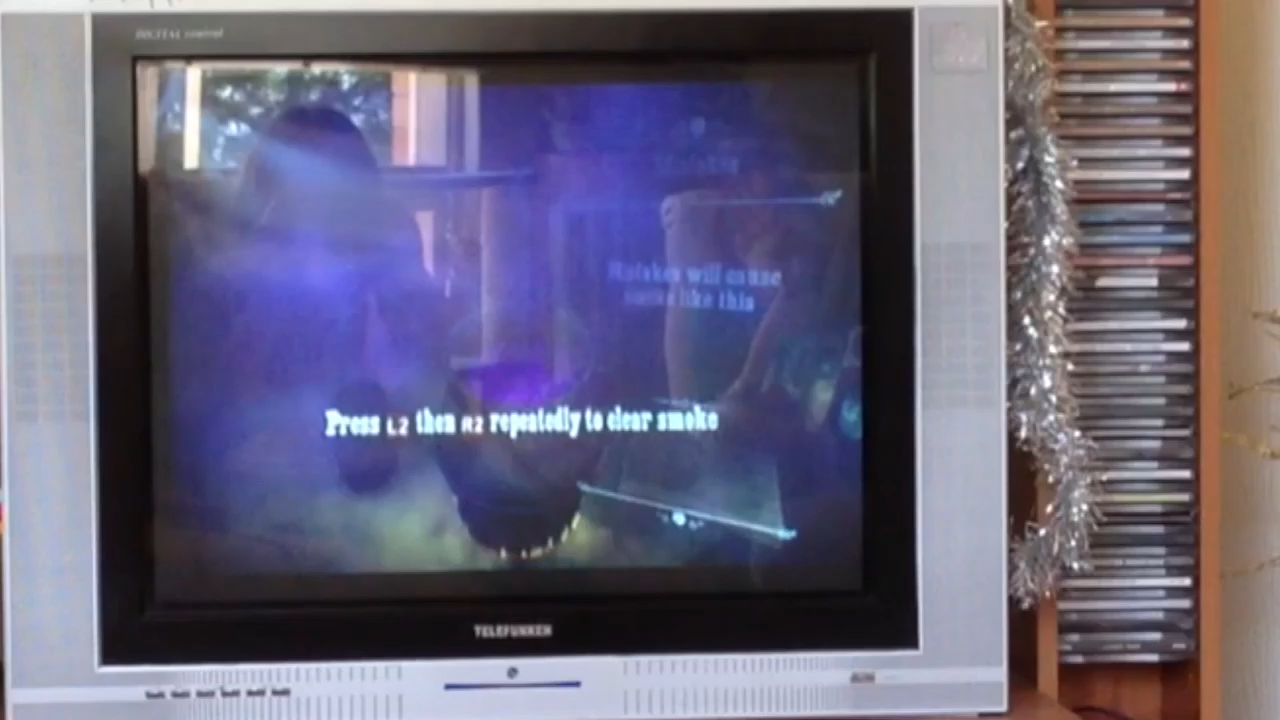 DIGITAL control
Mistakes will cause
smoke like this
Press L2 then R2 repeatedly to clear smoke
TELEFUNKEN